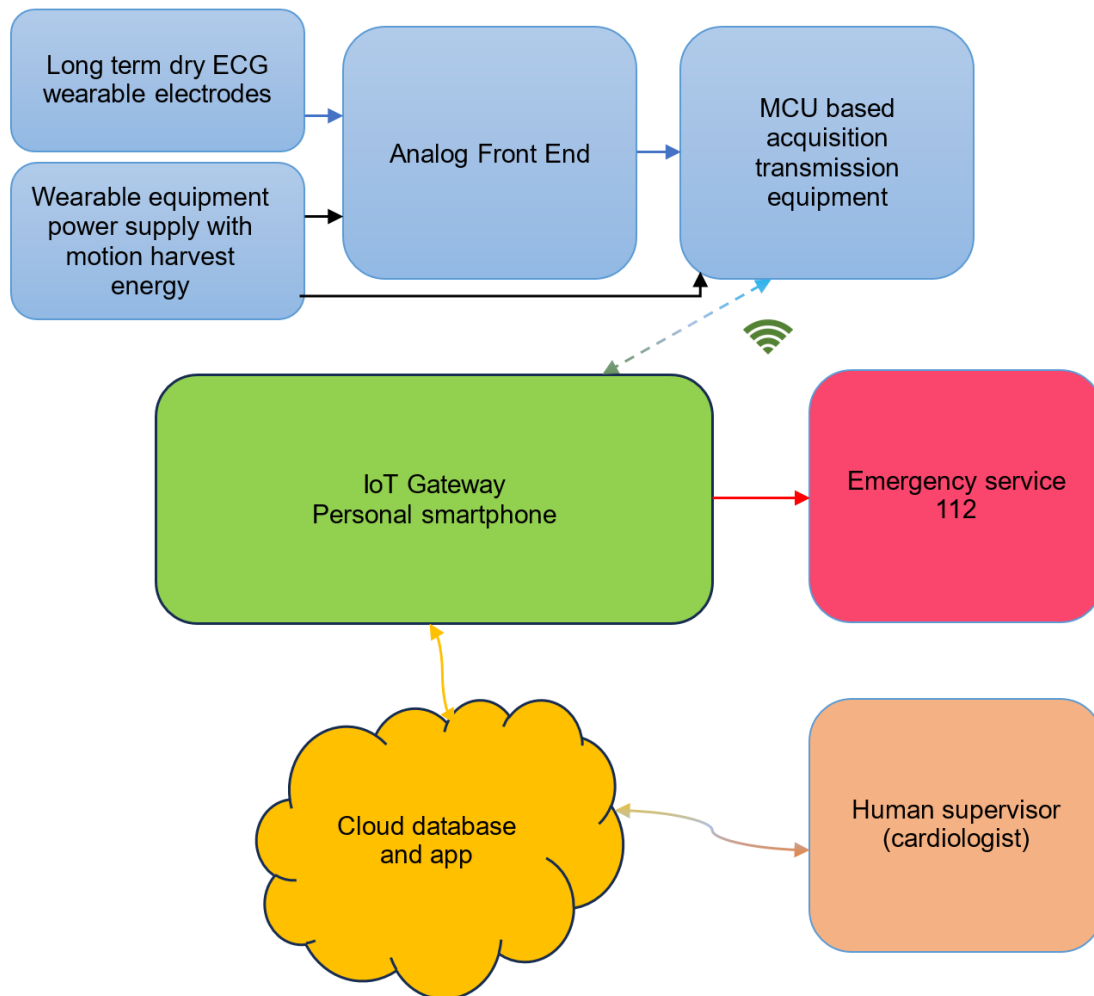 Long term dry ECG
wearable electrodes
Wearable equipment
power supply with
motion harvest
energy
Analog Front End
MCU based
acquisition
transmission
equipment
IoT Gateway
Personal smartphone
Emergency service
112
Cloud database
and app
Human supervisor
(cardiologist)